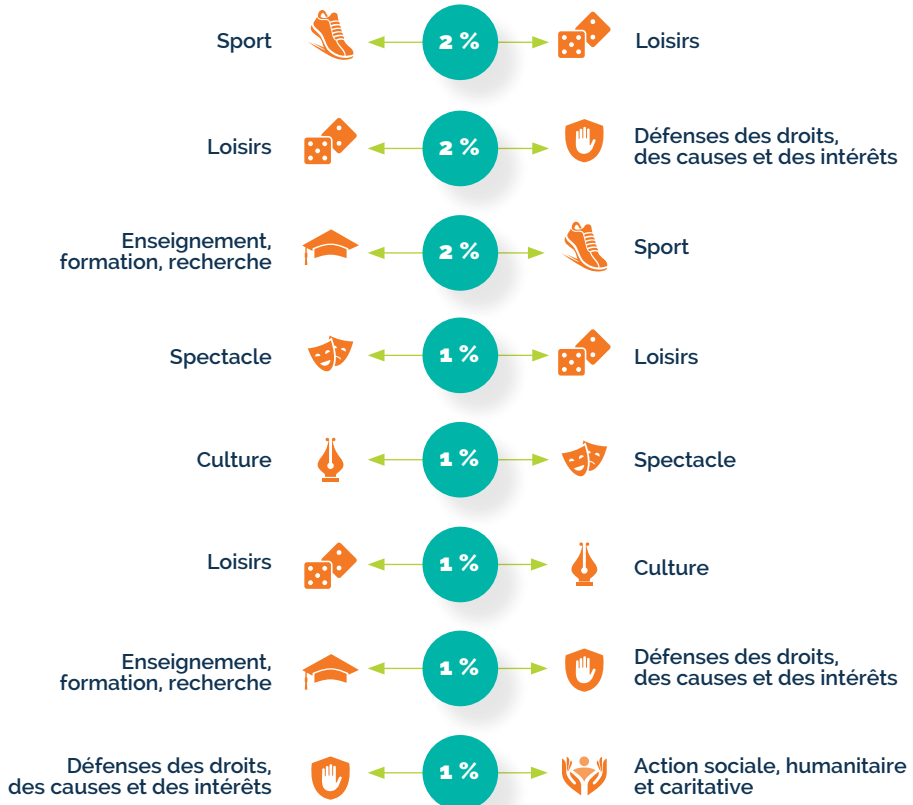 Sport
2 %
Loisirs
Loisirs
2 %
Défenses des droits,
des causes et des intérêts
Enseignement,
formation, recherche
2 %
Sport
Spectacle
1 %
Loisirs
Culture
1 %
Spectacle
Loisirs
1 %
Culture
Enseignement,
formation, recherche
1 %
Défenses des droits,
des causes et des intérêts
Défenses des droits,
des causes et des intérêts
1 %
Action sociale, humanitaire
et caritative